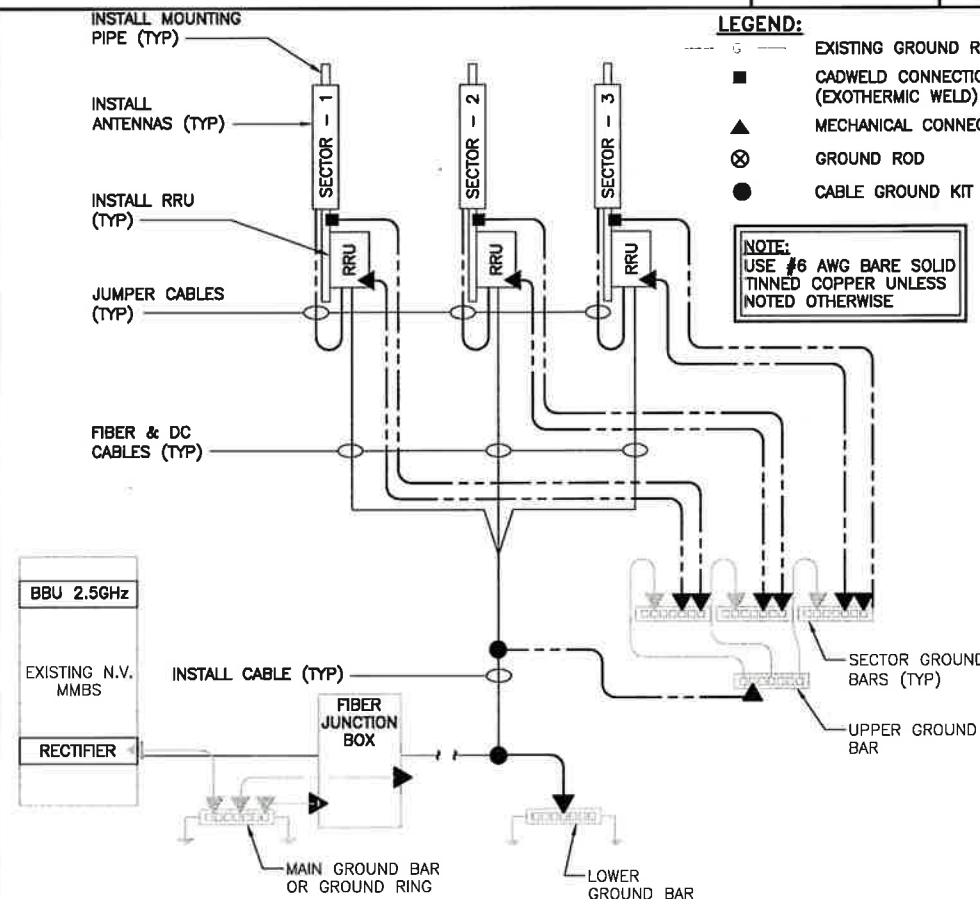 INSTALL MOUNTING
PIPE (TYP)
INSTALL
ANTENNAS (TYP)
INSTALL RRU
(TYP)
JUMPER CABLES
(TYP)
FIBER & DC
CABLES (TYP)
SECTOR - 1
SECTOR - 2
SECTOR - 3
RRU
RRU
RRU
LEGEND:
G
EXISTING GROUND R
CADWELD CONNECTIO
(EXOTHERMIC WELD)
MECHANICAL CONNEC
GROUND ROD
CABLE GROUND KIT
NOTE:
USE #6 AWG BARE SOLID
TINNED COPPER UNLESS
NOTED OTHERWISE
BBU 2.5GHz
EXISTING N.V.
MMBS
RECTIFIER
INSTALL CABLE (TYP)
FIBER
JUNCTION
BOX
SECTOR GROUND
BARS (TYP)
UPPER GROUND
BAR
MAIN GROUND BAR
OR GROUND RING
LOWER
GROUND BAR